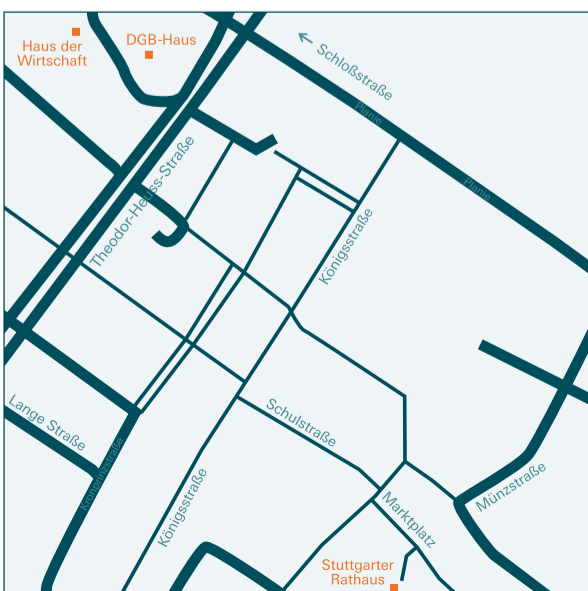 Haus der
Wirtschaft
DGB-Haus
Schloßstraße
Planie
Planie
Theodor-Heuss-Straße
Königsstraße
Lange Straße
Kronprinzstraße
Schulstraße
Königsstraße
Marktplatz
Münzstraße
Stuttgarter
Rathaus